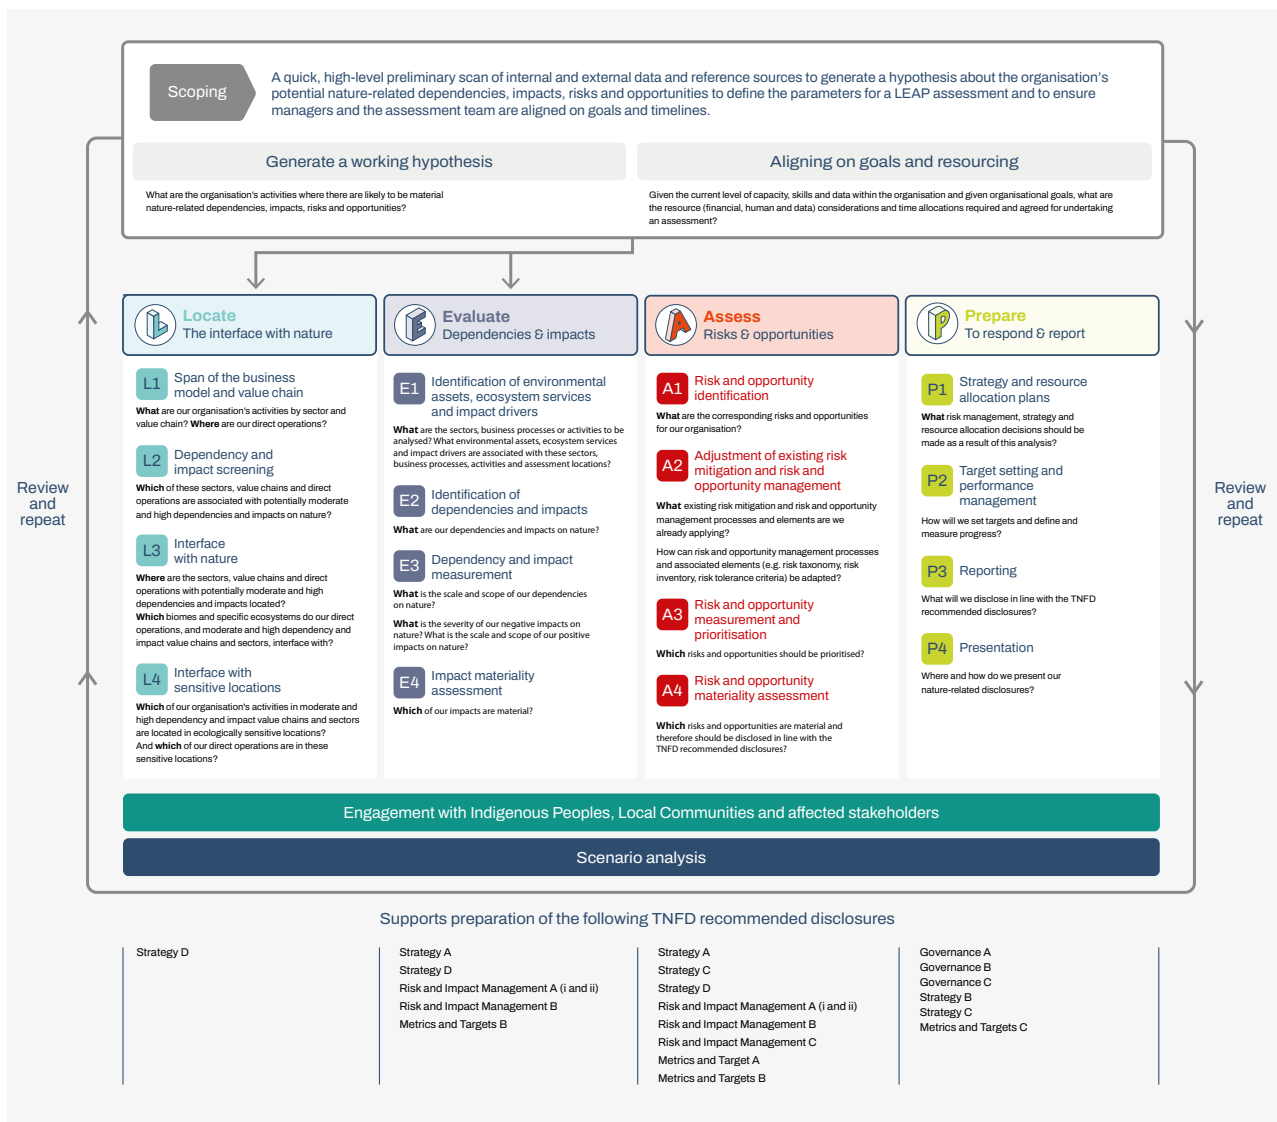 Scoping
A quick, high-level preliminary scan of internal and external data and reference sources to generate a hypothesis about the organisation's
potential nature-related dependencies, impacts, risks and opportunities to define the parameters for a LEAP assessment and to ensure
managers and the assessment team are aligned on goals and timelines.
Generate a working hypothesis
What are the organisation's activities where there are likely to be material
nature-related dependencies, impacts, risks and opportunities?
Aligning on goals and resourcing
Given the current level of capacity, skills and data within the organisation and given organisational goals, what are
the resource (financial, human and data) considerations and time allocations required and agreed for undertaking
an assessment?
Review
and
repeat
L
Locate
The interface with nature
L1
Span of the business
model and value chain
What are our organisation's activities by sector and
value chain? Where are our direct operations?
L2
Dependency and
impact screening
Which of these sectors, value chains and direct
operations are associated with potentially moderate
and high dependencies and impacts on nature?
L3
Interface
with nature
Where are the sectors, value chains and direct
operations with potentially moderate and high
dependencies and impacts located?
Which biomes and specific ecosystems do our direct
operations, and moderate and high dependency and
impact value chains and sectors, interface with?
L4
Interface with
sensitive locations
Which of our organisation's activities in moderate and
high dependency and impact value chains and sectors
are located in ecologically sensitive locations?
And which of our direct operations are in these
sensitive locations?
E
Evaluate
Dependencies & impacts
E1
Identification of environmental
assets, ecosystem services
and impact drivers
What are the sectors, business processes or activities to be
analysed? What environmental assets, ecosystem services
and impact drivers are associated with these sectors,
business processes, activities and assessment locations?
E2
Identification of
dependencies and impacts
What are our dependencies and impacts on nature?
E3
Dependency and impact
measurement
What is the scale and scope of our dependencies
on nature?
What is the severity of our negative impacts on
nature? What is the scale and scope of our positive
impacts on nature?
E4
Impact materiality
assessment
Which of our impacts are material?
A
Assess
Risks & opportunities
A1
Risk and opportunity
identification
What are the corresponding risks and opportunities
for our organisation?
A2
Adjustment of existing risk
mitigation and risk and
opportunity management
What existing risk mitigation and risk and opportunity
management processes and elements are we
already applying?
How can risk and opportunity management processes
and associated elements (e.g. risk taxonomy, risk
inventory, risk tolerance criteria) be adapted?
A3
Risk and opportunity
measurement and
prioritisation
Which risks and opportunities should be prioritised?
A4
Risk and opportunity
materiality assessment
Which risks and opportunities are material and
therefore should be disclosed in line with the
TNFD recommended disclosures?
P
Prepare
To respond & report
P1
Strategy and resource
allocation plans
What risk management, strategy and
resource allocation decisions should be
made as a result of this analysis?
P2
Target setting and
performance
management
How will we set targets and define and
measure progress?
P3
Reporting
What will we disclose in line with the TNFD
recommended disclosures?
P4
Presentation
Where and how do we present our
nature-related disclosures?
Review
and
repeat
Engagement with Indigenous Peoples, Local Communities and affected stakeholders
Scenario analysis
Supports preparation of the following TNFD recommended disclosures
Strategy D
Strategy A
Strategy D
Risk and Impact Management A (i and ii)
Risk and Impact Management B
Metrics and Targets B
Strategy A
Strategy C
Strategy D
Risk and Impact Management A (i and ii)
Risk and Impact Management B
Risk and Impact Management C
Metrics and Target A
Metrics and Targets B
Governance A
Governance B
Governance C
Strategy B
Strategy C
Metrics and Targets C